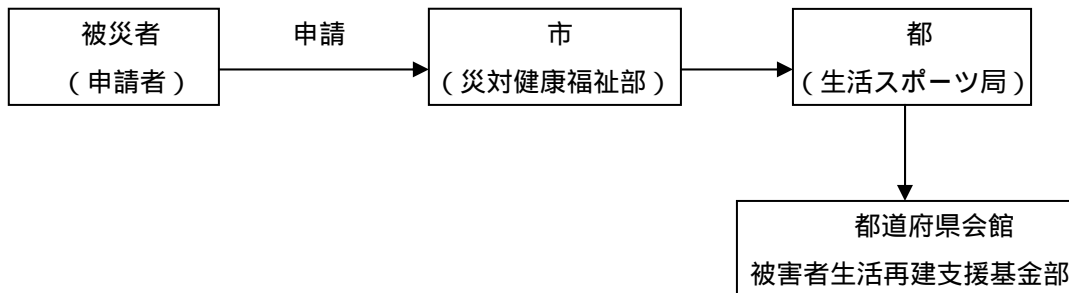 被災者
（申請者）
申請
市
（災対健康福祉部）
都
（生活スポーツ局）
都道府県会館
被害者生活再建支援基金部